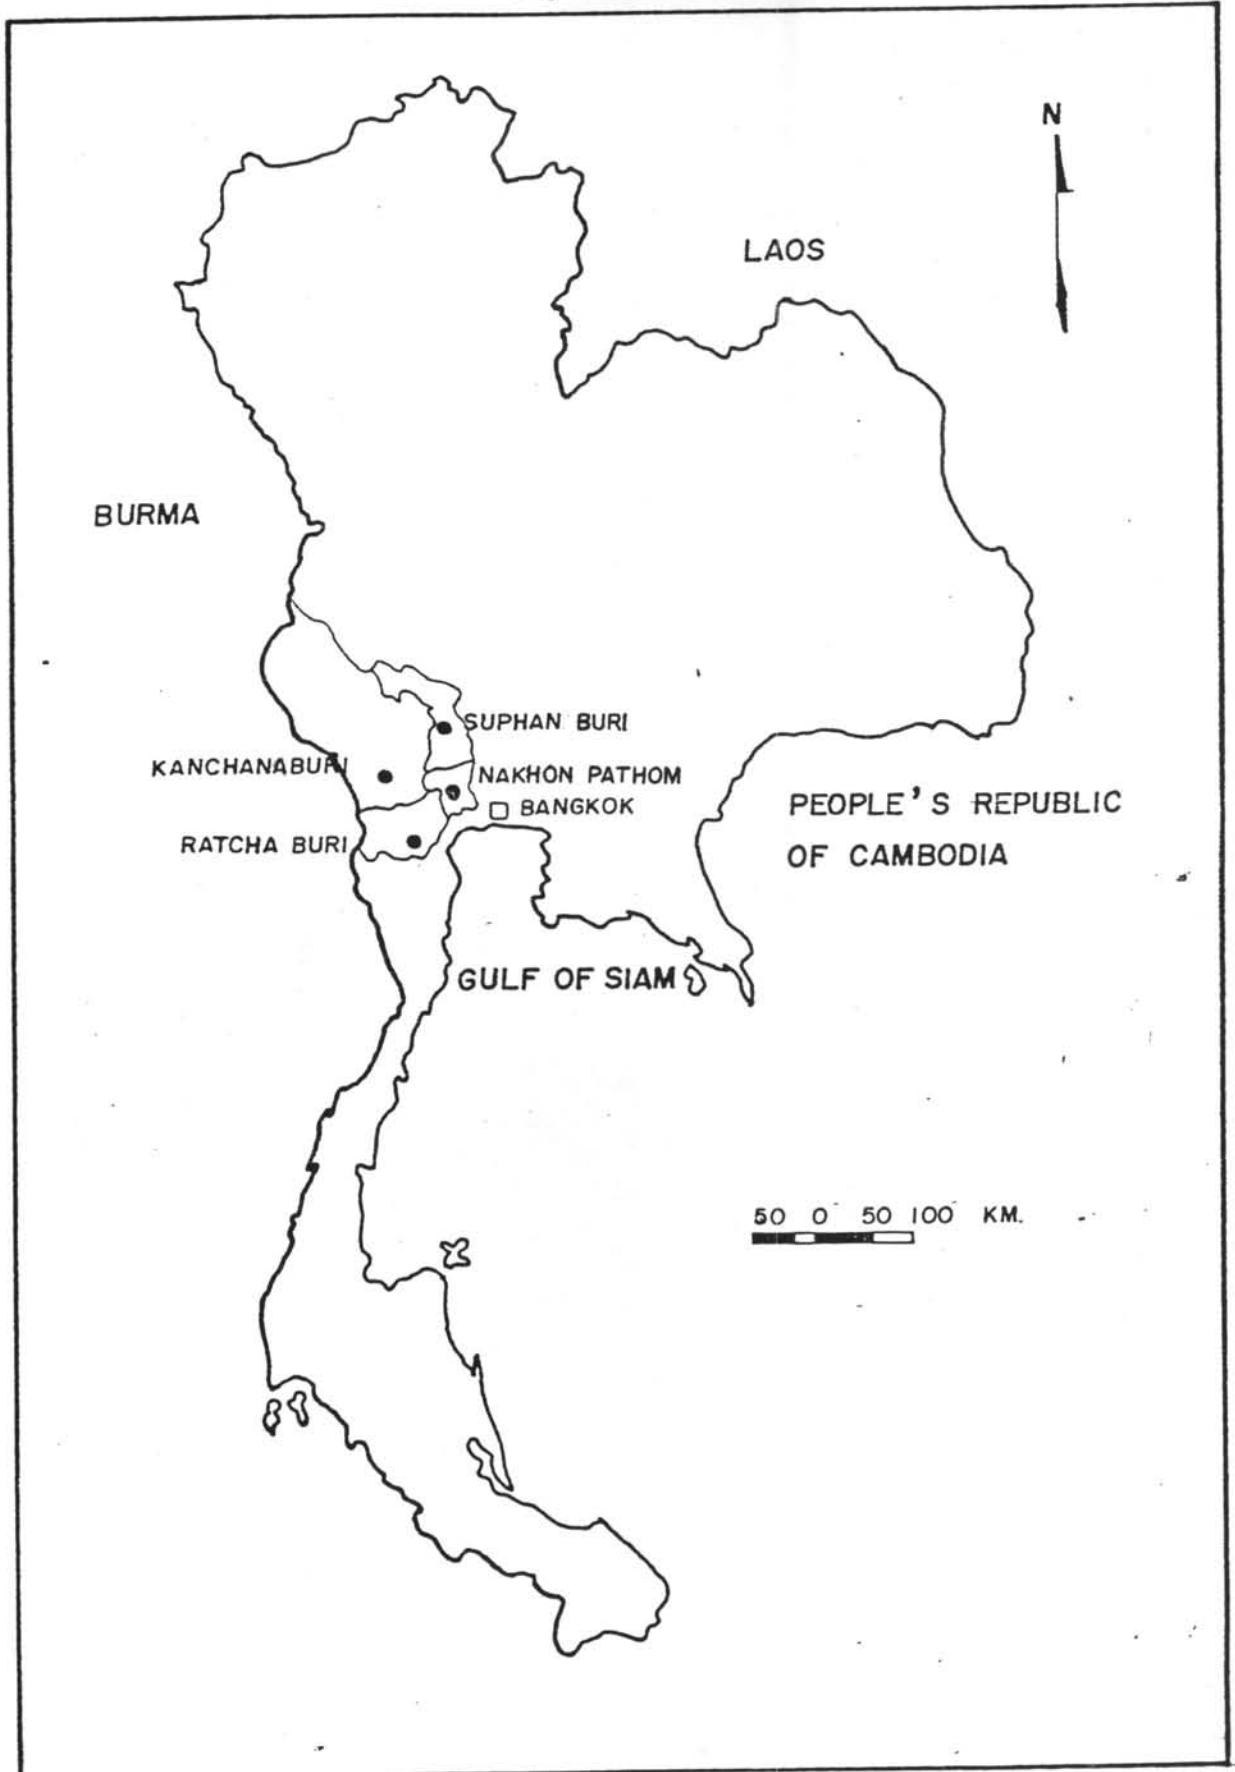 N
LAOS
BURMA
SUPHAN BURI
KANCHANABURI
NAKHON PATHOM
BANGKOK
PEOPLE'S REPUBLIC
OF CAMBODIA
RATCHA BURI
GULF OF SIAM
50 0 50 100 KM.